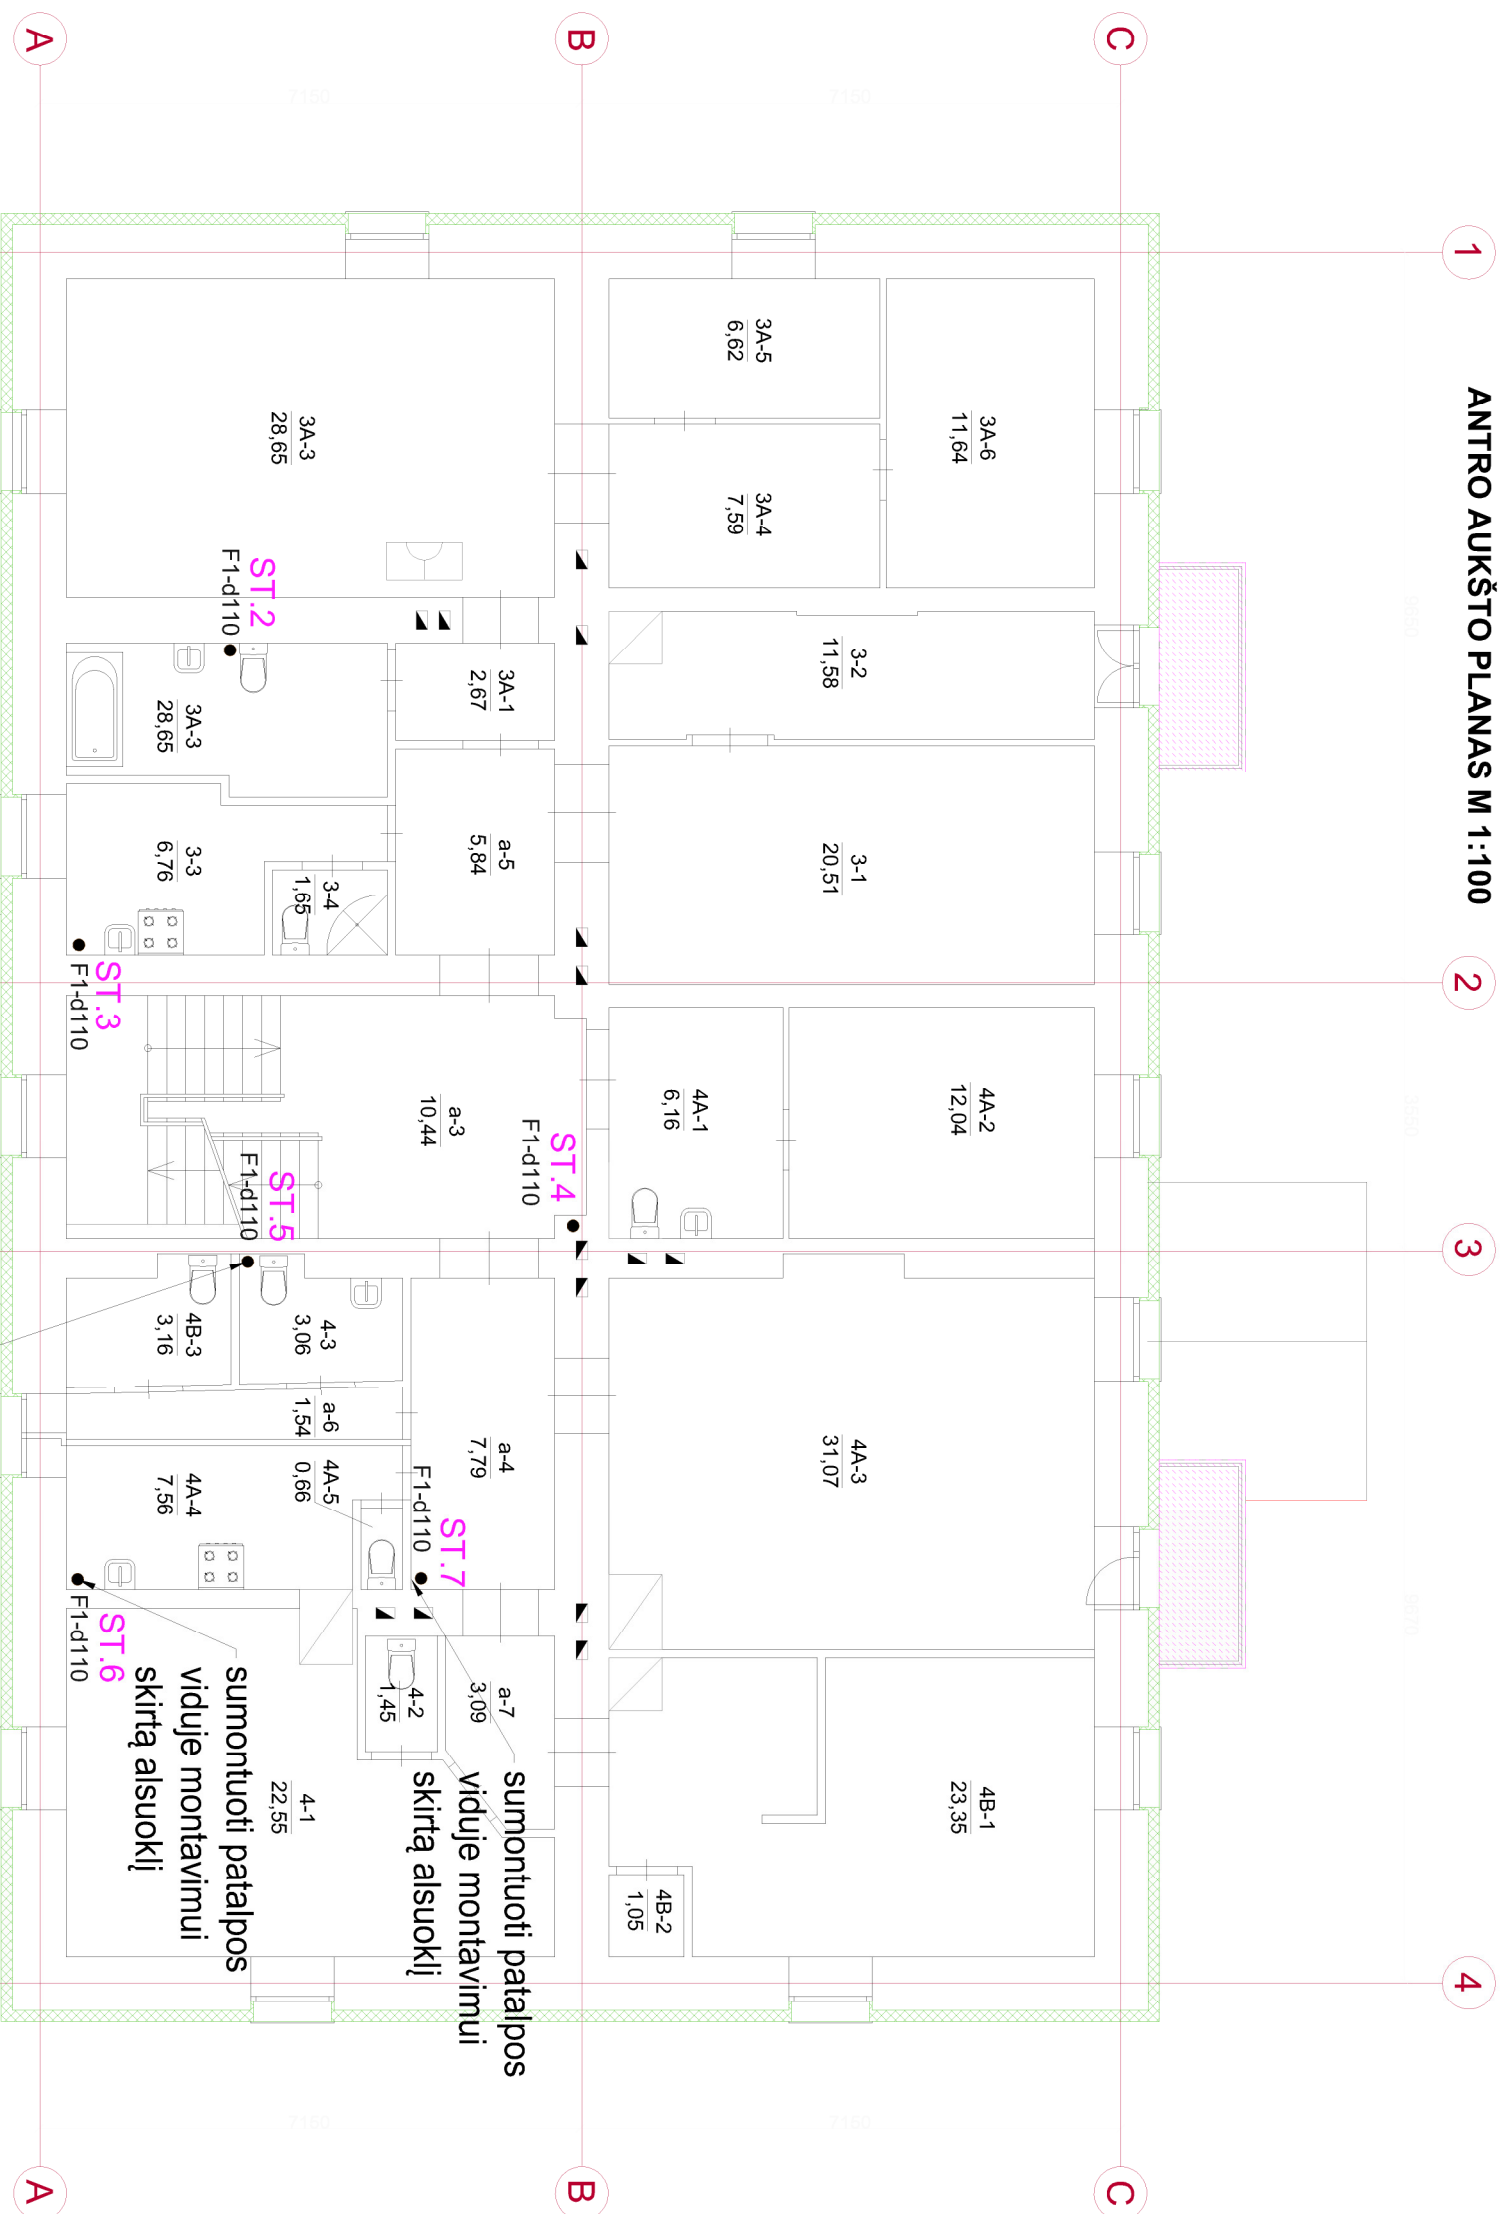 ANTRO AUKŠTO PLANAS M 1:100
1
2
3
4
C
C
B
B
A
A
9650
3550
9670
7150
7150
7150
7150
3A-6
11,64
3A-5
6,62
3A-4
7,59
3-2
11,58
3-1
20,51
4A-2
12,04
4A-1
6,16
4A-3
31,07
4B-1
23,35
4B-2
1,05
3A-3
28,65
3A-1
2,67
a-5
5,84
ST.2
F1-d110
3A-3
28,65
3-3
6,76
3-4
1,65
ST.3
F1-d110
a-3
10,44
ST.4
F1-d110
ST.5
F1-d110
4B-3
3,16
4-3
3,06
a-6
1,54
a-4
7,79
4A-5
0,66
4A-4
7,56
ST.7
F1-d110
ST.6
F1-d110
a-7
3,09
4-2
1,45
4-1
22,55
sumontuoti patalpos
viduje montavimui
skirtą alsuoklį
sumontuoti patalpos
viduje montavimui
skirtą alsuoklį